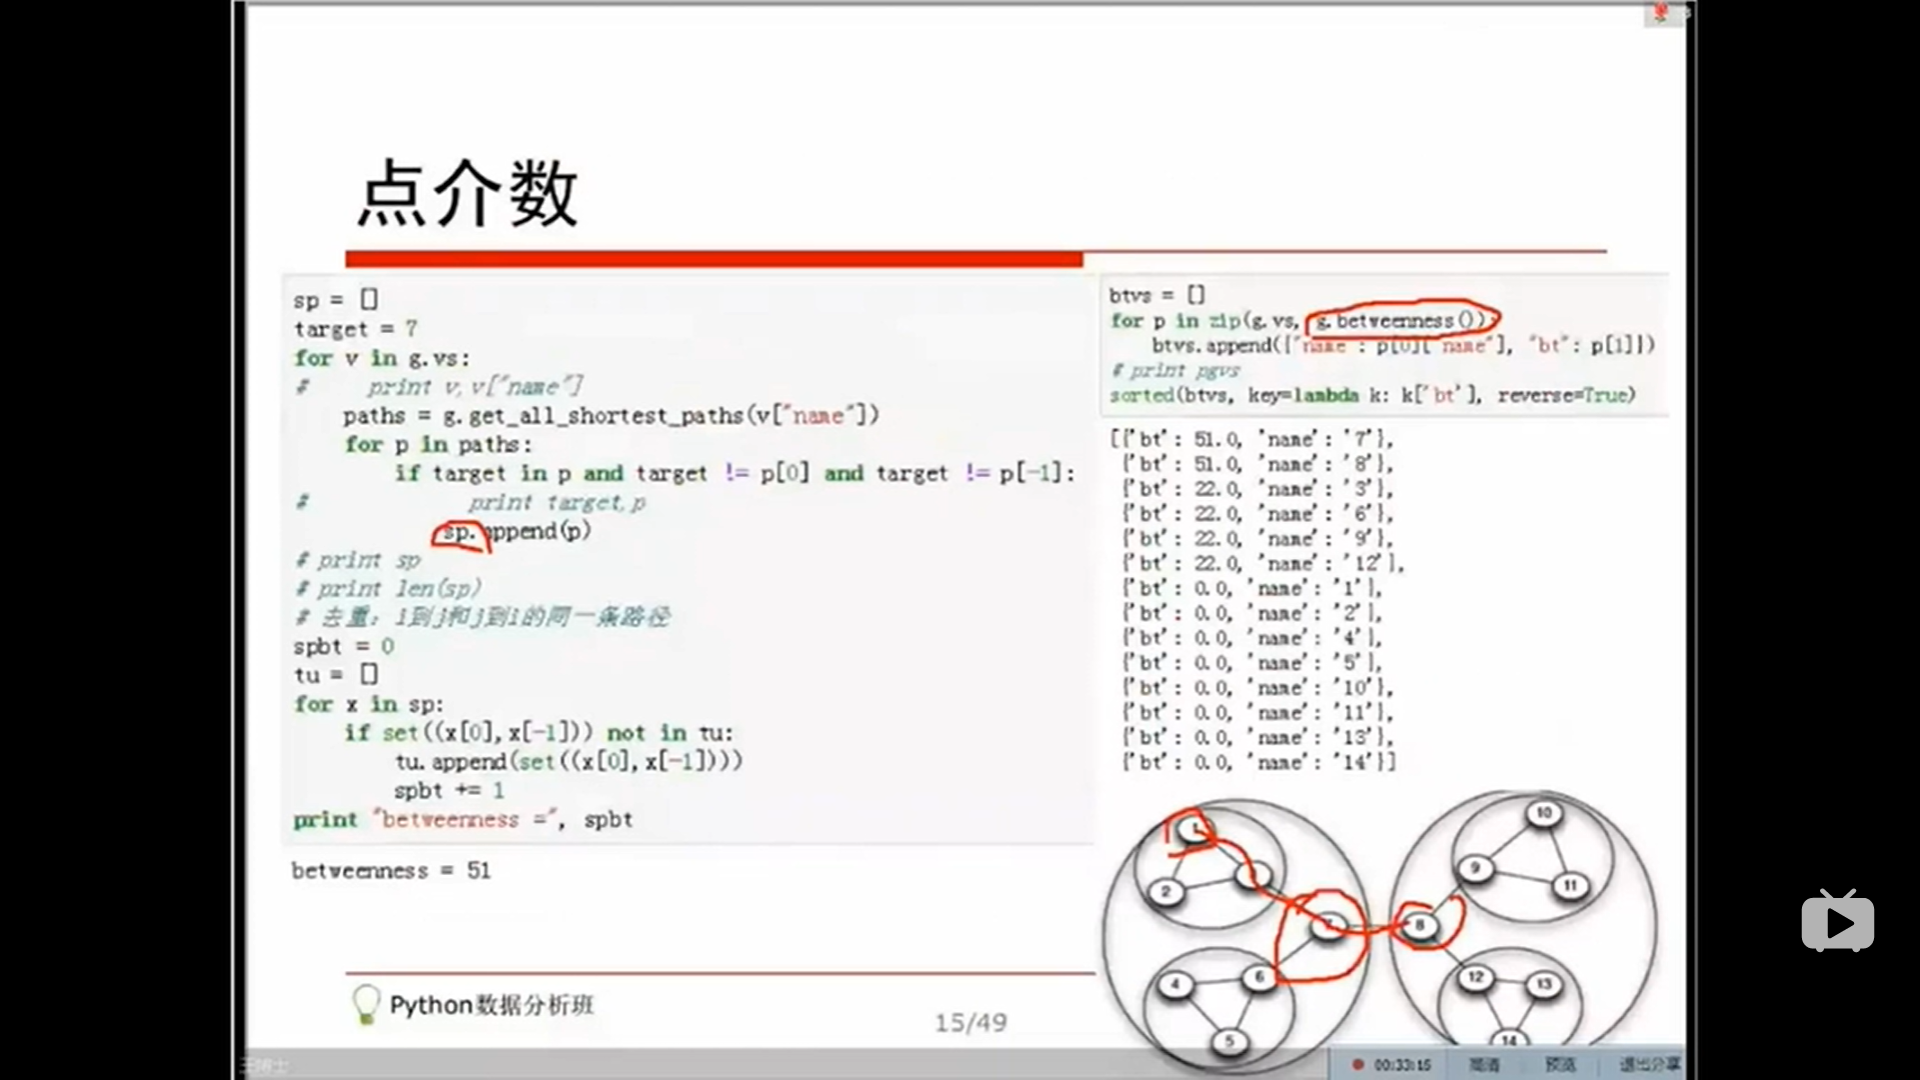 点介数
sp = []
target = 7
for v in g.vs:
# print v,v["name"]
paths = g.get_all_shortest_paths(v["name"])
for p in paths:
if target in p and target != p[0] and target != p[-1]:
# print target,p
sp.append(p)
# print sp
# print len(sp)
# 去重：i到j和j到i的同一条路径
spbt = 0
tu = []
for x in sp:
if set((x[0],x[-1])) not in tu:
tu.append(set((x[0],x[-1])))
spbt += 1
print "betweenness =", spbt
betweenness = 51
btvs = []
for p in zip(g.vs, g.betweenness()):
btvs.append({"name": p[0]["name"], "bt": p[1]})
# print pgvs
sorted(btvs, key=lambda k: k['bt'], reverse=True)
[{'bt': 51.0, 'name': '7'},
{'bt': 51.0, 'name': '8'},
{'bt': 22.0, 'name': '3'},
{'bt': 22.0, 'name': '6'},
{'bt': 22.0, 'name': '9'},
{'bt': 22.0, 'name': '12'},
{'bt': 0.0, 'name': '1'},
{'bt': 0.0, 'name': '2'},
{'bt': 0.0, 'name': '4'},
{'bt': 0.0, 'name': '5'},
{'bt': 0.0, 'name': '10'},
{'bt': 0.0, 'name': '11'},
{'bt': 0.0, 'name': '13'},
{'bt': 0.0, 'name': '14'}]
1
2
4
6
5
8
10
9
11
12
13
14
Python数据分析班
15/49
00:33:15
高清
预览
退出分享